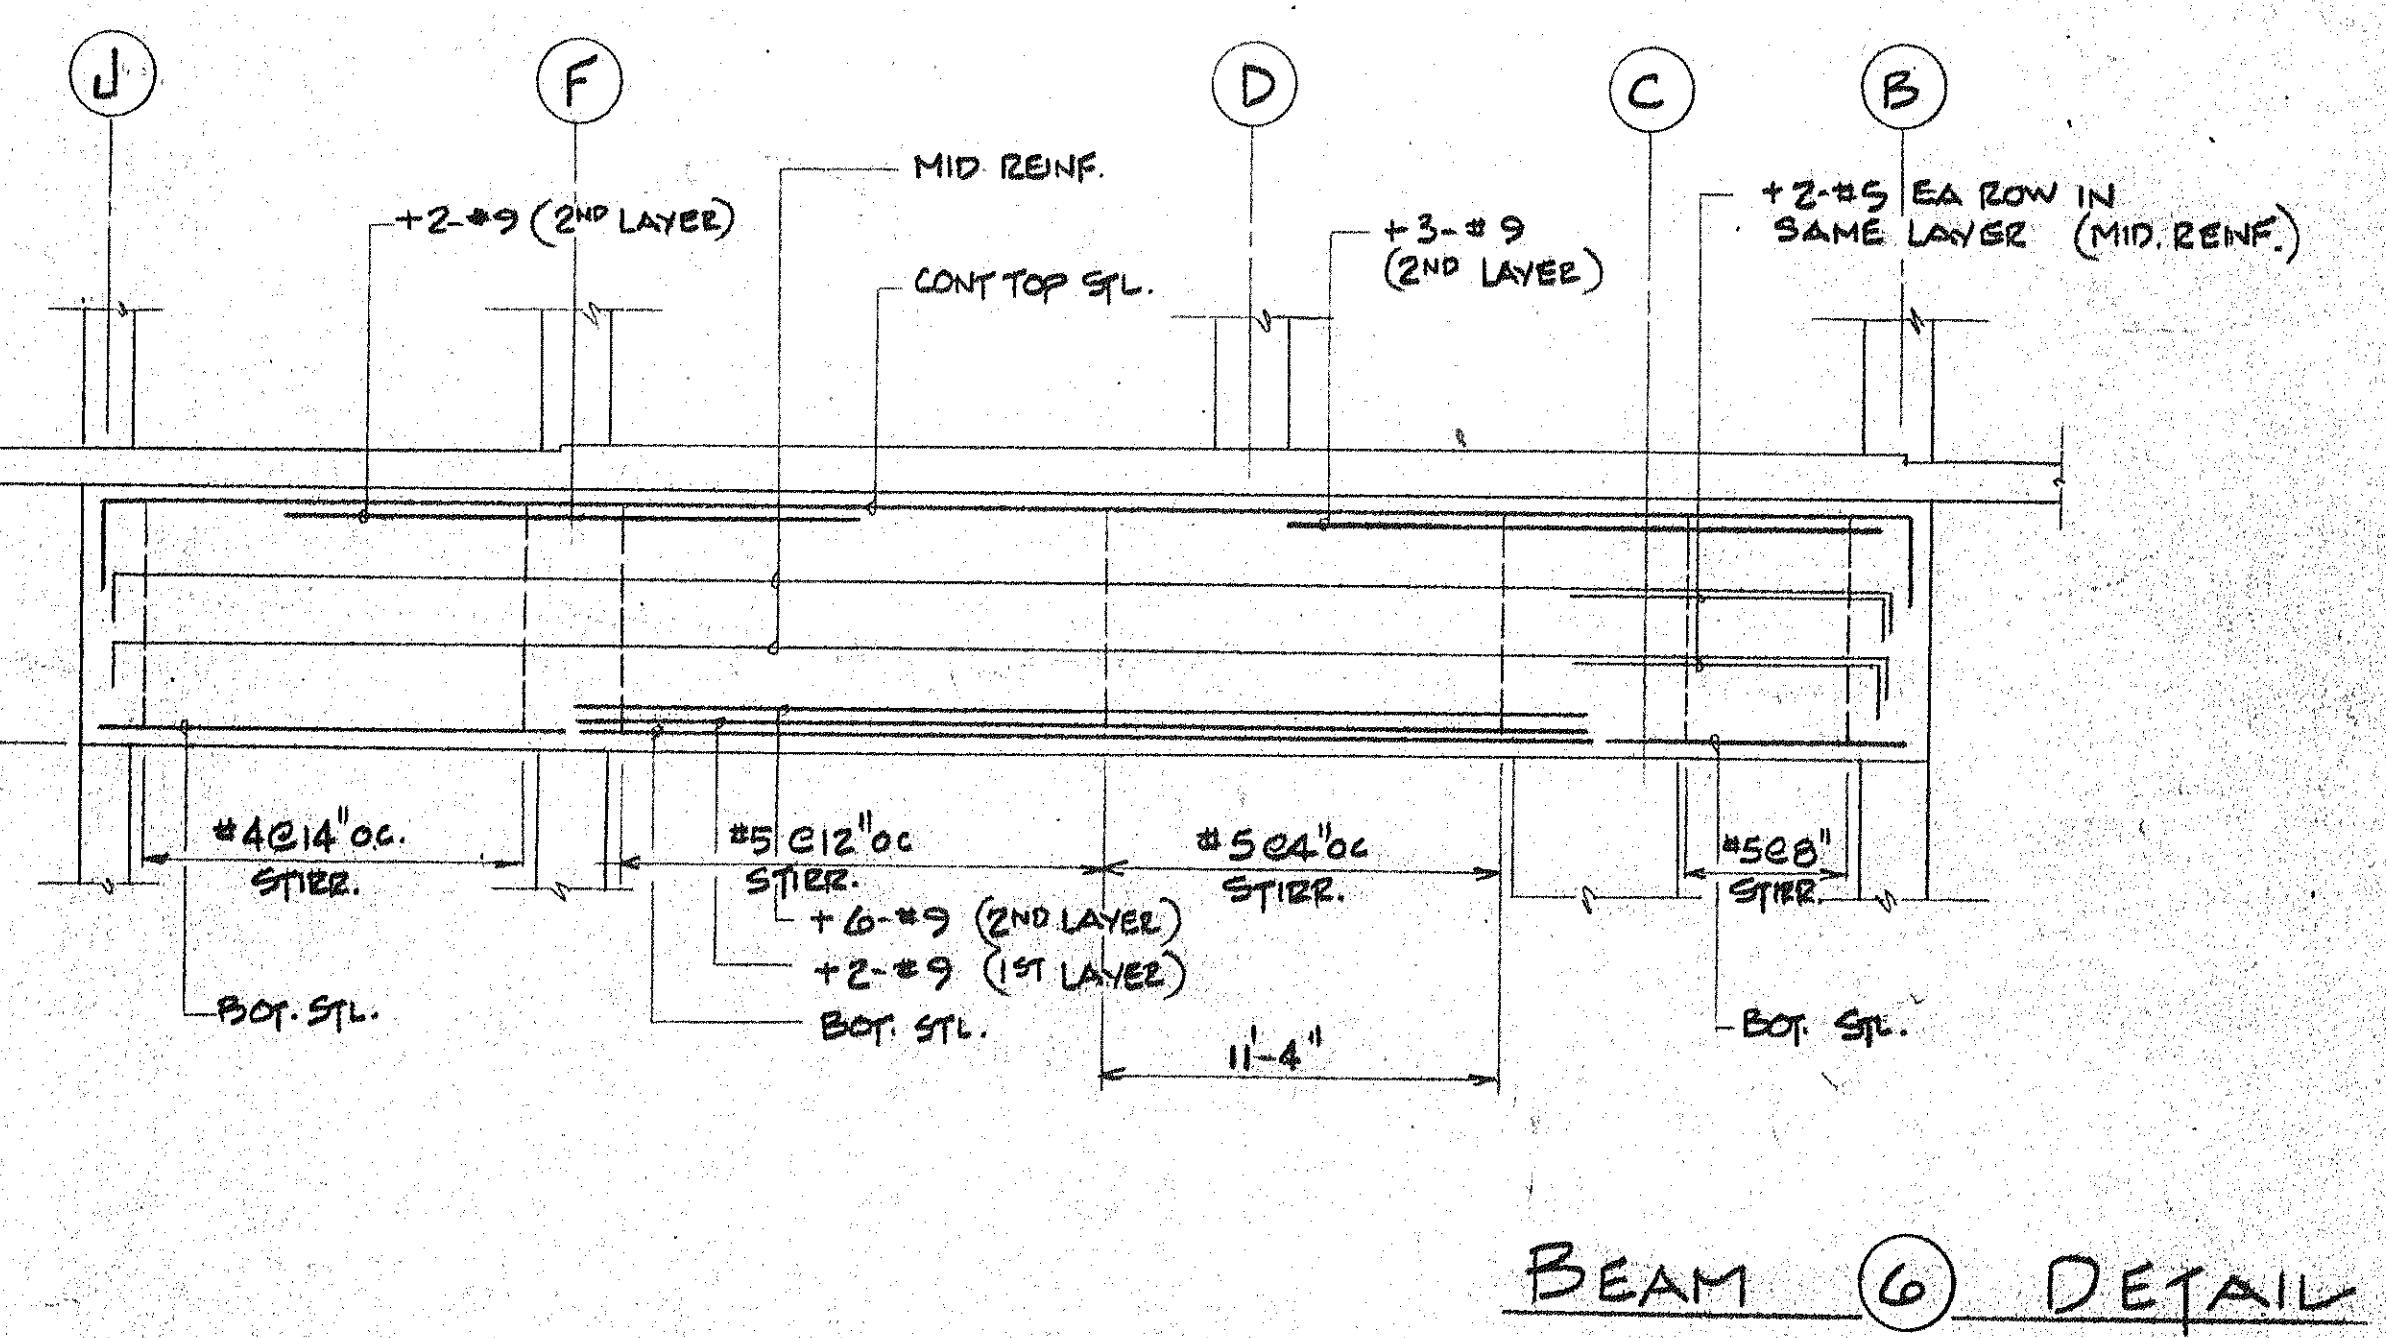 J
F
D
C
B
MID REINF.
+2-#5 EA ROW IN
SAME LAYER (MID. REINF.)
+2-#9 (2ND LAYER)
+3-#9
(2ND LAYER)
CONT TOP STL.
#4@14"OC.
STIRR.
#5@12"OC
STIRR.
#5@4"OC
STIRR.
#5@8"
STIRR.
+6-#9 (2ND LAYER)
+2-#9 (1ST LAYER)
BOT. STL.
BOT. STL.
BOT. STL.
11'-4"
BEAM 6 DETAIL